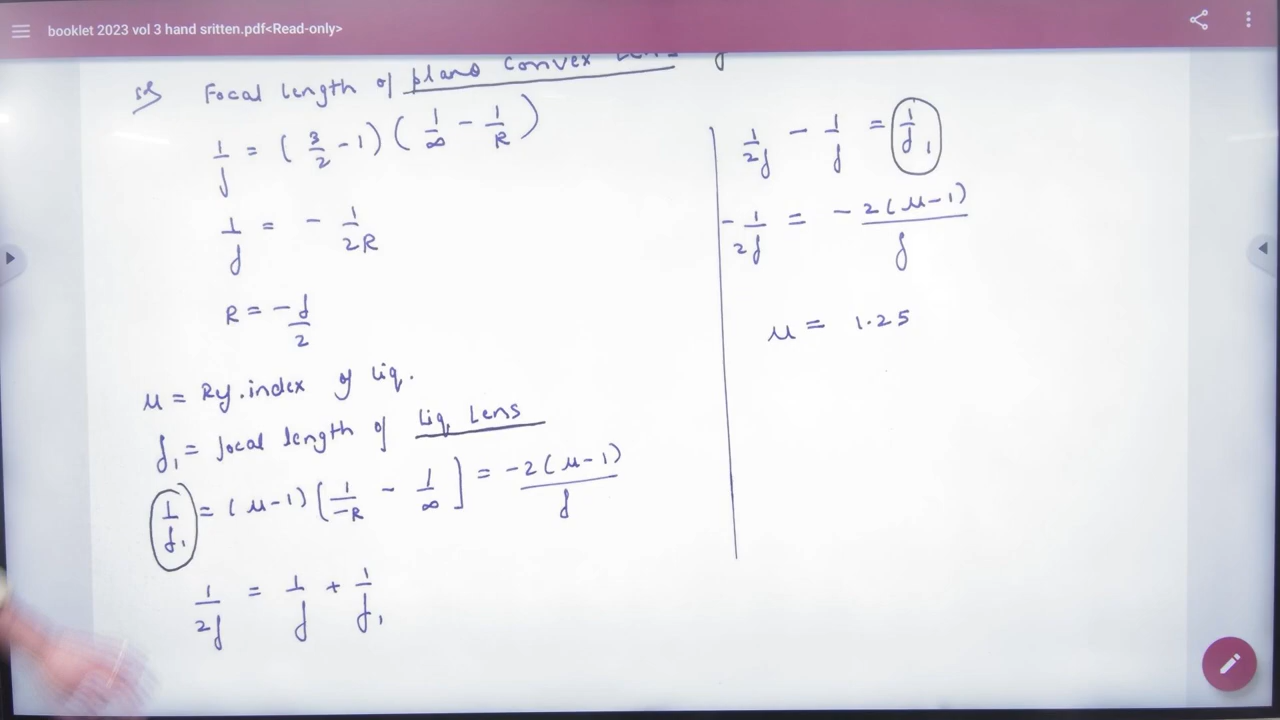 booklet 2023 vol 3 hand sritten.pdf<Read-only>
Focal length of plano convex
1/f = (3/2 - 1) (1/∞ - 1/R)
1/f = - 1/2R
R = - f/2
μ = Ry.index of liq.
f₁ = focal length of Liq. Lens
1/f₁ = (μ-1) [1/-R - 1/∞] = -2(μ-1)/f
1/2f = 1/f + 1/f₁
1/2f - 1/f = 1/f₁
- 1/2f = - 2(μ-1)/f
μ = 1.25